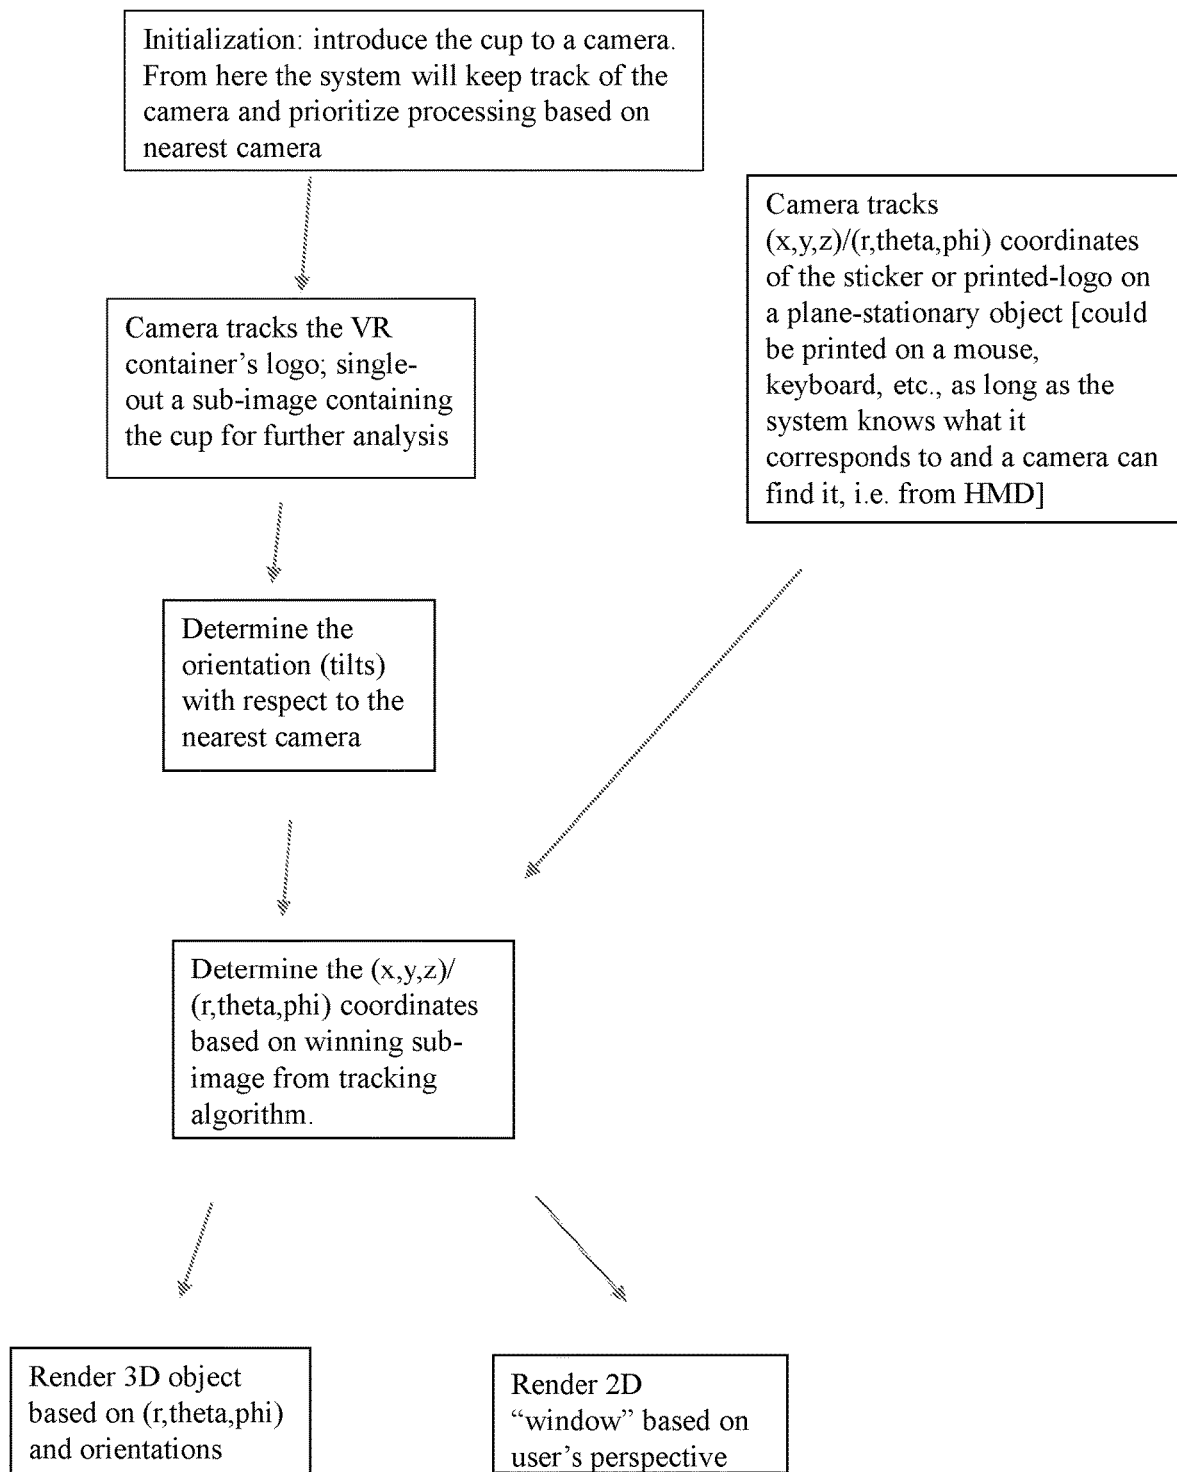 Initialization: introduce the cup to a camera.
From here the system will keep track of the
camera and prioritize processing based on
nearest camera
Camera tracks
(x,y,z)/(r,theta,phi) coordinates
of the sticker or printed-logo on
a plane-stationary object [could
be printed on a mouse,
keyboard, etc., as long as the
system knows what it
corresponds to and a camera can
find it, i.e. from HMD]
Camera tracks the VR
container's logo; single-
out a sub-image containing
the cup for further analysis
Determine the
orientation (tilts)
with respect to the
nearest camera
Determine the (x,y,z)/
(r,theta,phi) coordinates
based on winning sub-
image from tracking
algorithm.
Render 3D object
based on (r,theta,phi)
and orientations
Render 2D
“window” based on
user's perspective